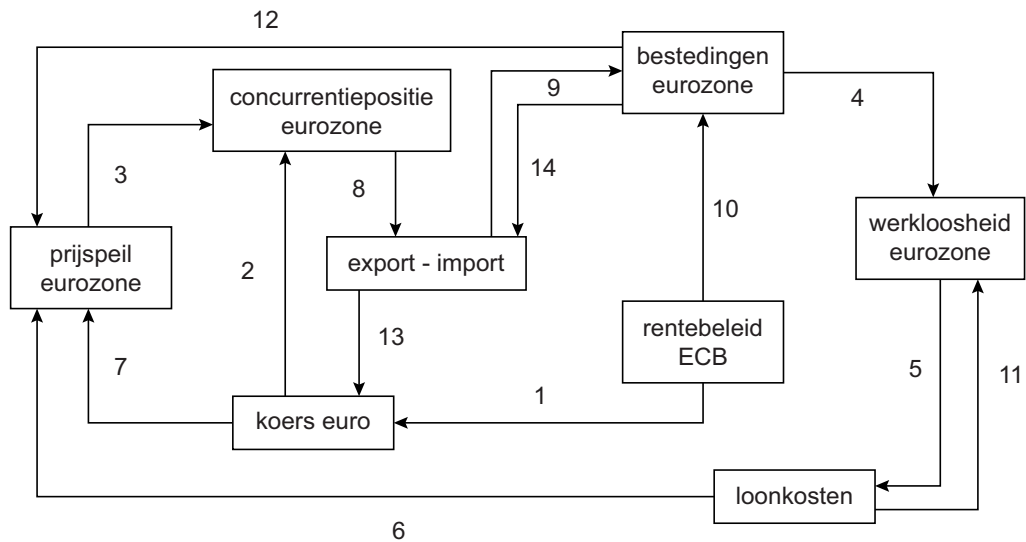 12
bestedingen
eurozone
9
4
concurrentiepositie
eurozone
3
8
14
10
werkloosheid
eurozone
prijspeil
eurozone
2
export - import
rentebeleid
ECB
13
7
5
11
1
koers euro
loonkosten
6